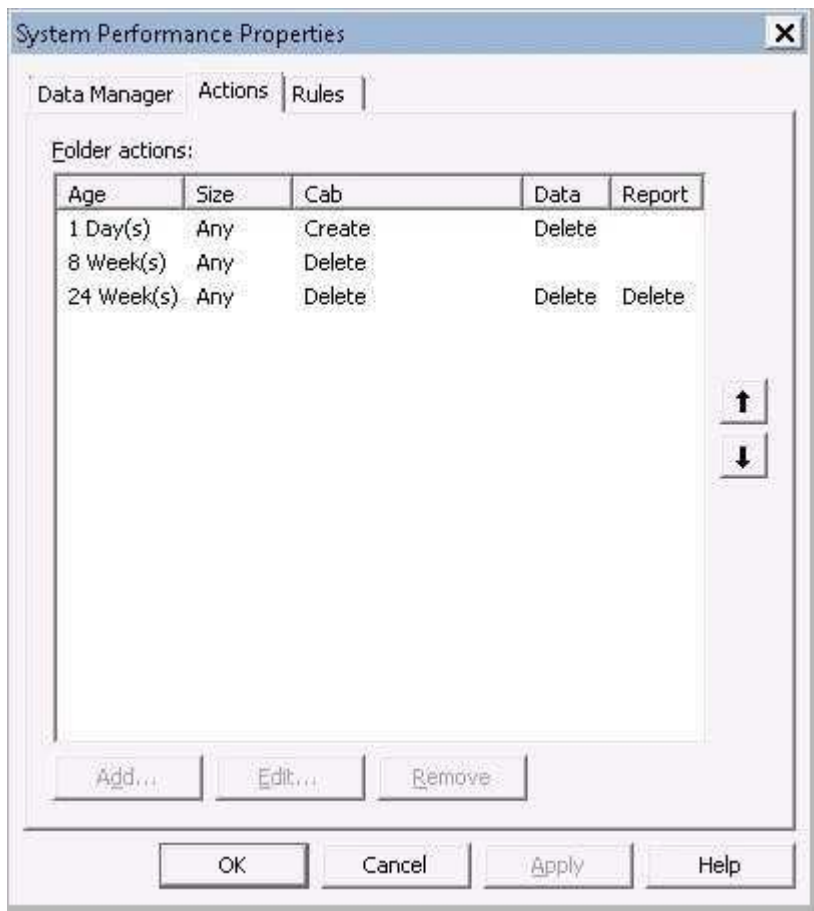 System Performance Properties
Data Manager Actions Rules
Folder actions:
Age Size Cab Data Report
1 Day(s) Any Create Delete
8 Week(s) Any Delete
24 Week(s) Any Delete Delete Delete
Add... Edit... Remove
OK Cancel Apply Help